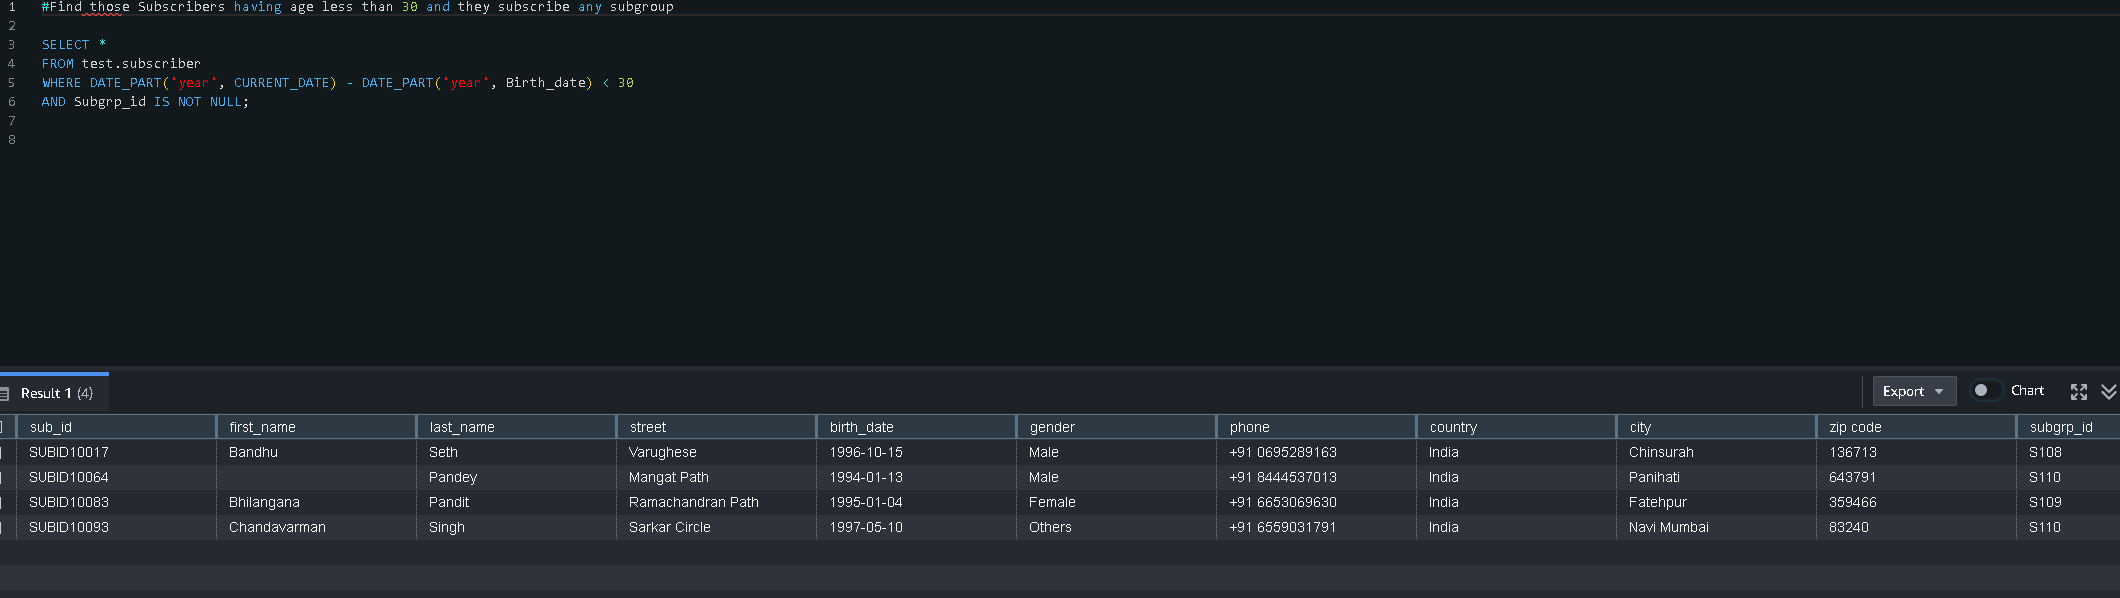 1 #Find those Subscribers having age less than 30 and they subscribe any subgroup
2
3 SELECT *
4 FROM test.subscriber
5 WHERE DATE_PART('year', CURRENT_DATE) - DATE_PART('year', Birth_date) < 30
6 AND Subgrp_id IS NOT NULL;
7
8
Result 1 (4) Export Chart
sub_id first_name last_name street birth_date gender phone country city zip code subgrp_id
SUBID10017 Bandhu Seth Varughese 1996-10-15 Male +91 0695289163 India Chinsurah 136713 S108
SUBID10064 Pandey Mangat Path 1994-01-13 Male +91 8444537013 India Panihati 643791 S110
SUBID10083 Bhilangana Pandit Ramachandran Path 1995-01-04 Female +91 6653069630 India Fatehpur 359466 S109
SUBID10093 Chandavarman Singh Sarkar Circle 1997-05-10 Others +91 6559031791 India Navi Mumbai 83240 S110